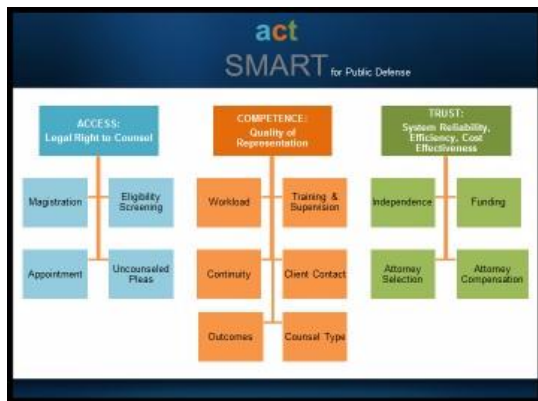 act
SMART for Public Defense
ACCESS:
Legal Right to Counsel
Magistration
Eligibility
Screening
Appointment
Uncounseled
Pleas
COMPETENCE:
Quality of
Representation
Workload
Training &
Supervision
Continuity
Client Contact
Outcomes
Counsel Type
TRUST:
System Reliability,
Efficiency, Cost
Effectiveness
Independence
Funding
Attorney
Selection
Attorney
Compensation